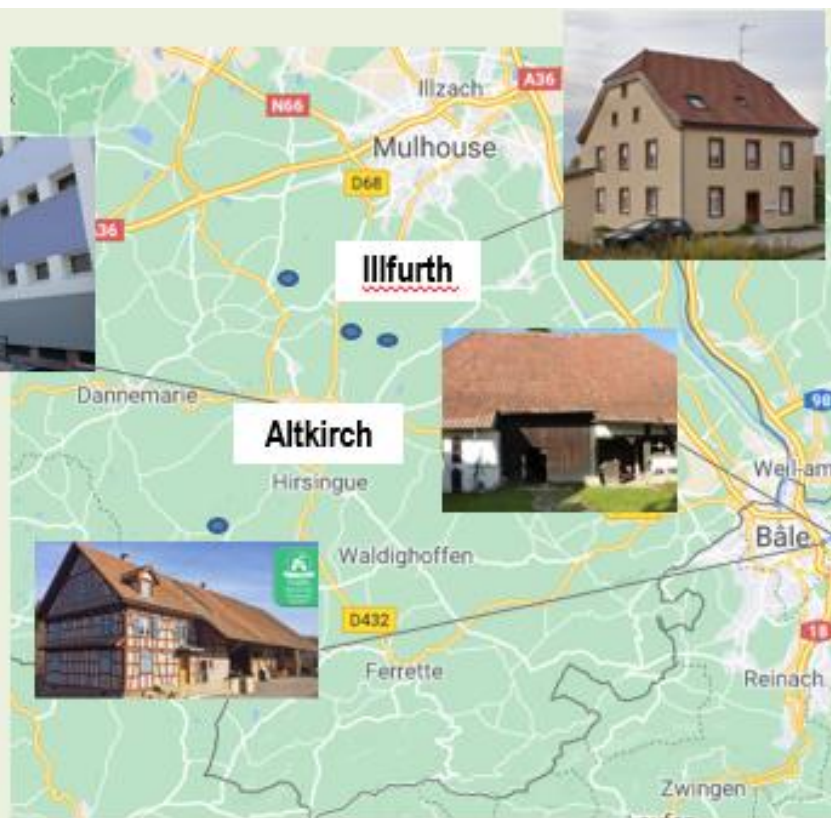 Illzach
A36
N66
Mulhouse
D68
36
Illfurth
Dannemarie
98
Altkirch
Weil-am
Hirsingue
Bâle
Waldighoffen
D432
18
Ferrette
Reinach
Zwingen